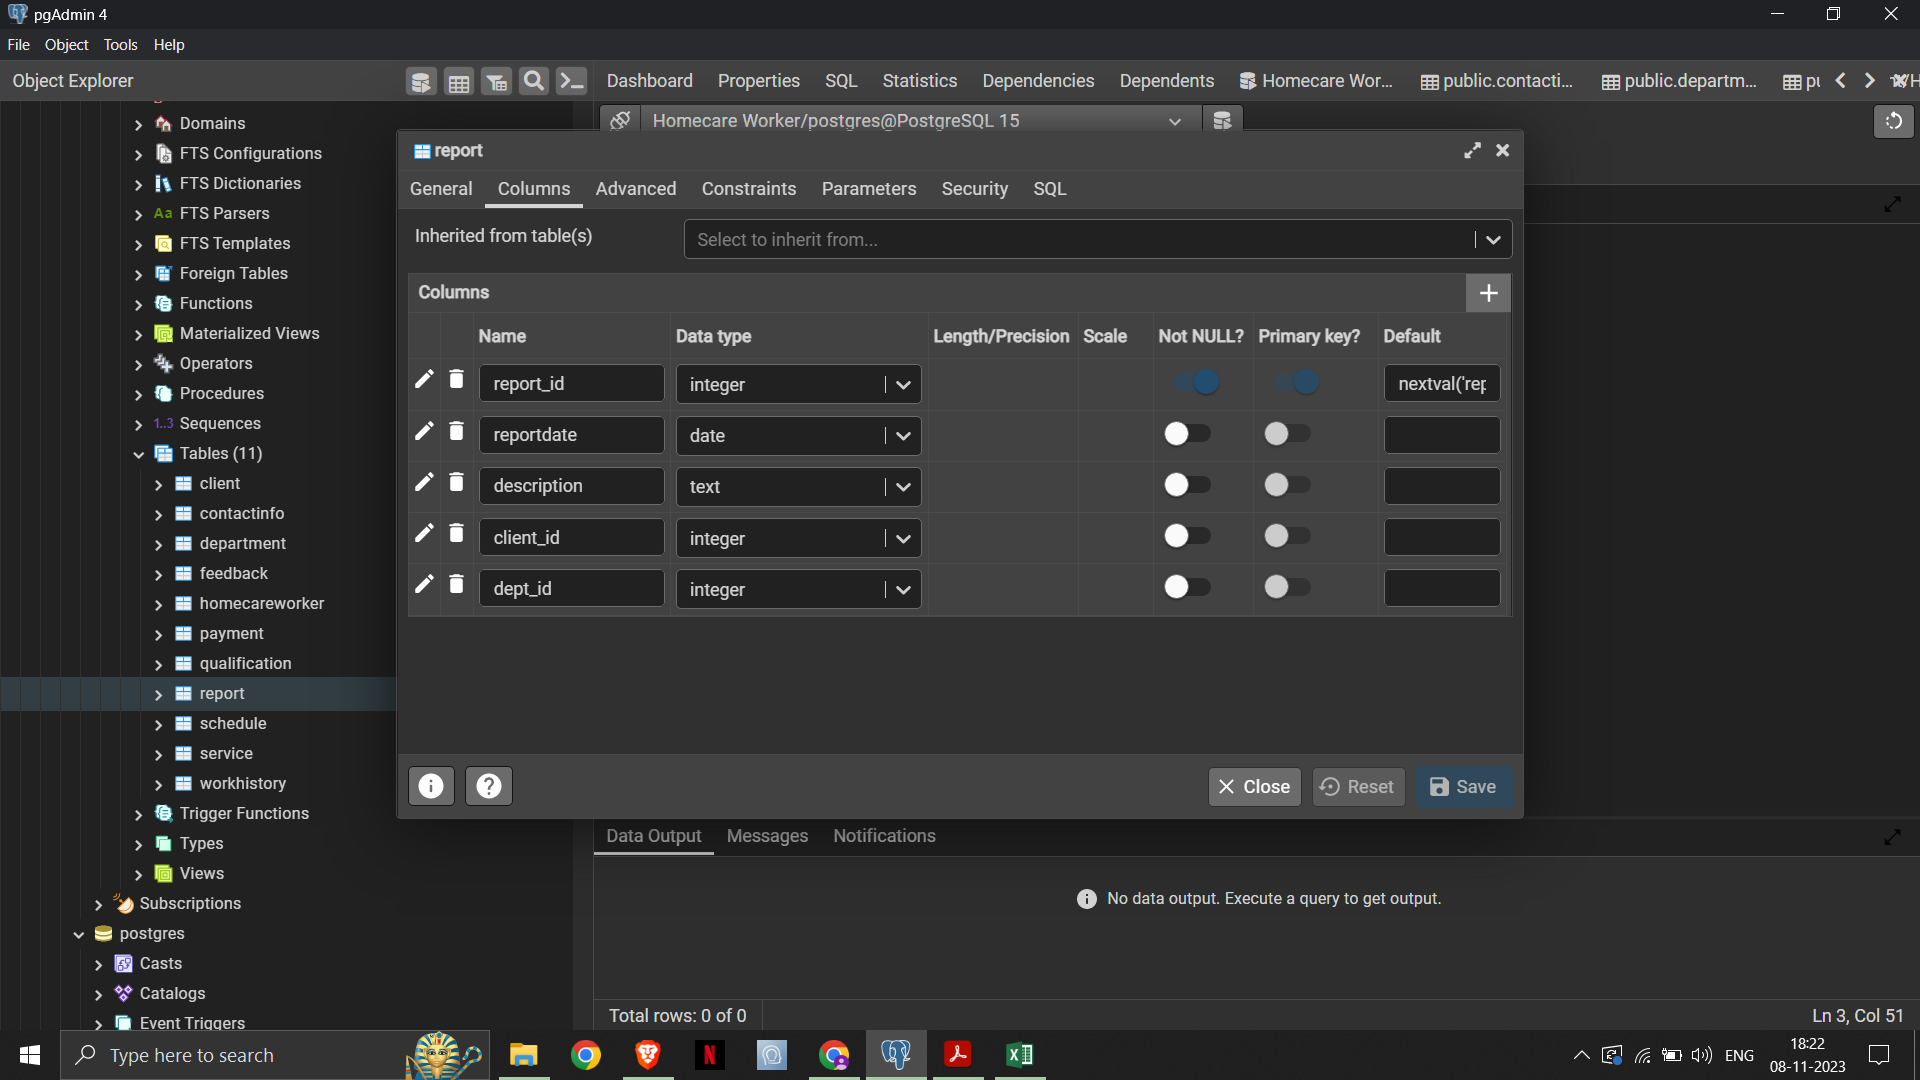 pgAdmin 4
File Object Tools Help
Object Explorer
Dashboard Properties SQL Statistics Dependencies Dependents Homecare Wor... public.contacti... public.departm...
Homecare Worker/postgres@PostgreSQL 15
Domains
FTS Configurations
FTS Dictionaries
Aa FTS Parsers
FTS Templates
Foreign Tables
Functions
Materialized Views
Operators
Procedures
1..3 Sequences
Tables (11)
client
contactinfo
department
feedback
homecareworker
payment
qualification
report
schedule
service
workhistory
Trigger Functions
Types
Views
Subscriptions
postgres
Casts
Catalogs
Event Triggers
report
General Columns Advanced Constraints Parameters Security SQL
Inherited from table(s) Select to inherit from...
Columns
Name Data type Length/Precision Scale Not NULL? Primary key? Default
report_id integer nextval('rep
reportdate date
description text
client_id integer
dept_id integer
Close Reset Save
Data Output Messages Notifications
No data output. Execute a query to get output.
Total rows: 0 of 0 Ln 3, Col 51
Type here to search
ENG
18:22
08-11-2023